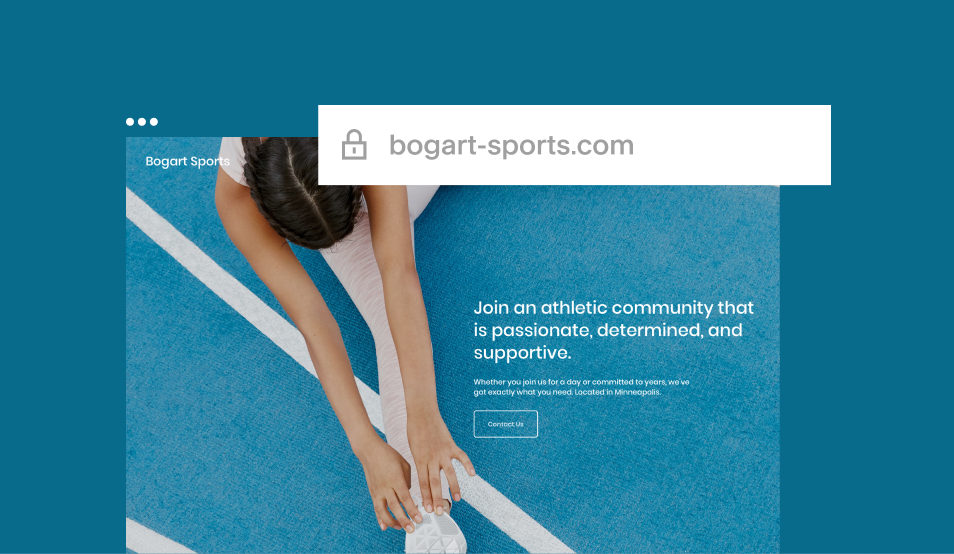 bogart-sports.com
Bogart Sports
Join an athletic community that
is passionate, determined, and
supportive.
Whether you join us for a day or committed to years, we've
got exactly what you need. Located in Minneapolis.
Contact Us